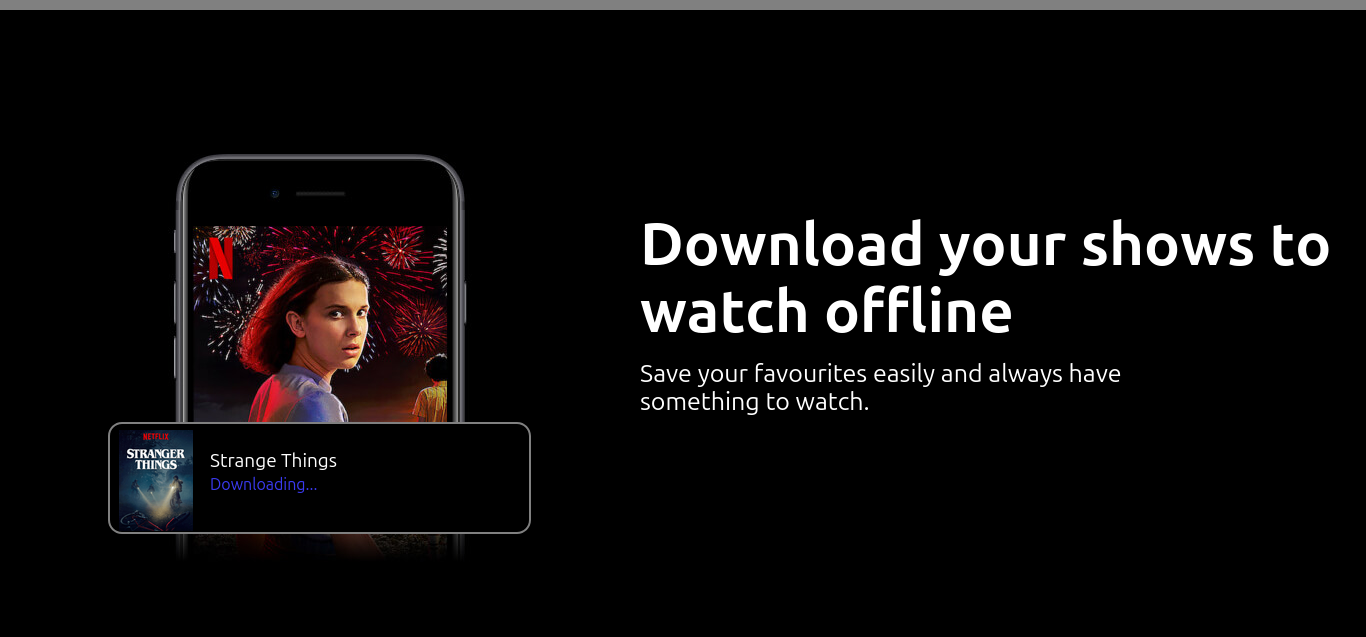 Download your shows to
watch offline
Save your favourites easily and always have
something to watch.
N
NETFLIX
STRANGER
THINGS
Strange Things
Downloading...